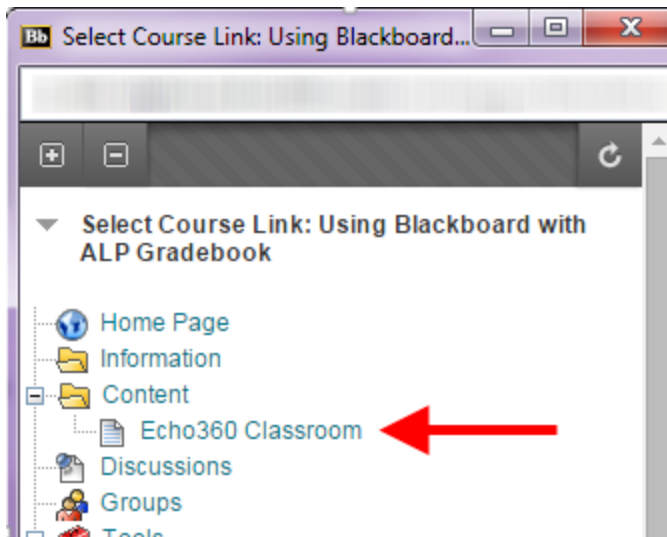 Bb Select Course Link: Using Blackboard...
Select Course Link: Using Blackboard with
ALP Gradebook
Home Page
Information
Content
Echo360 Classroom
Discussions
Groups
Tools